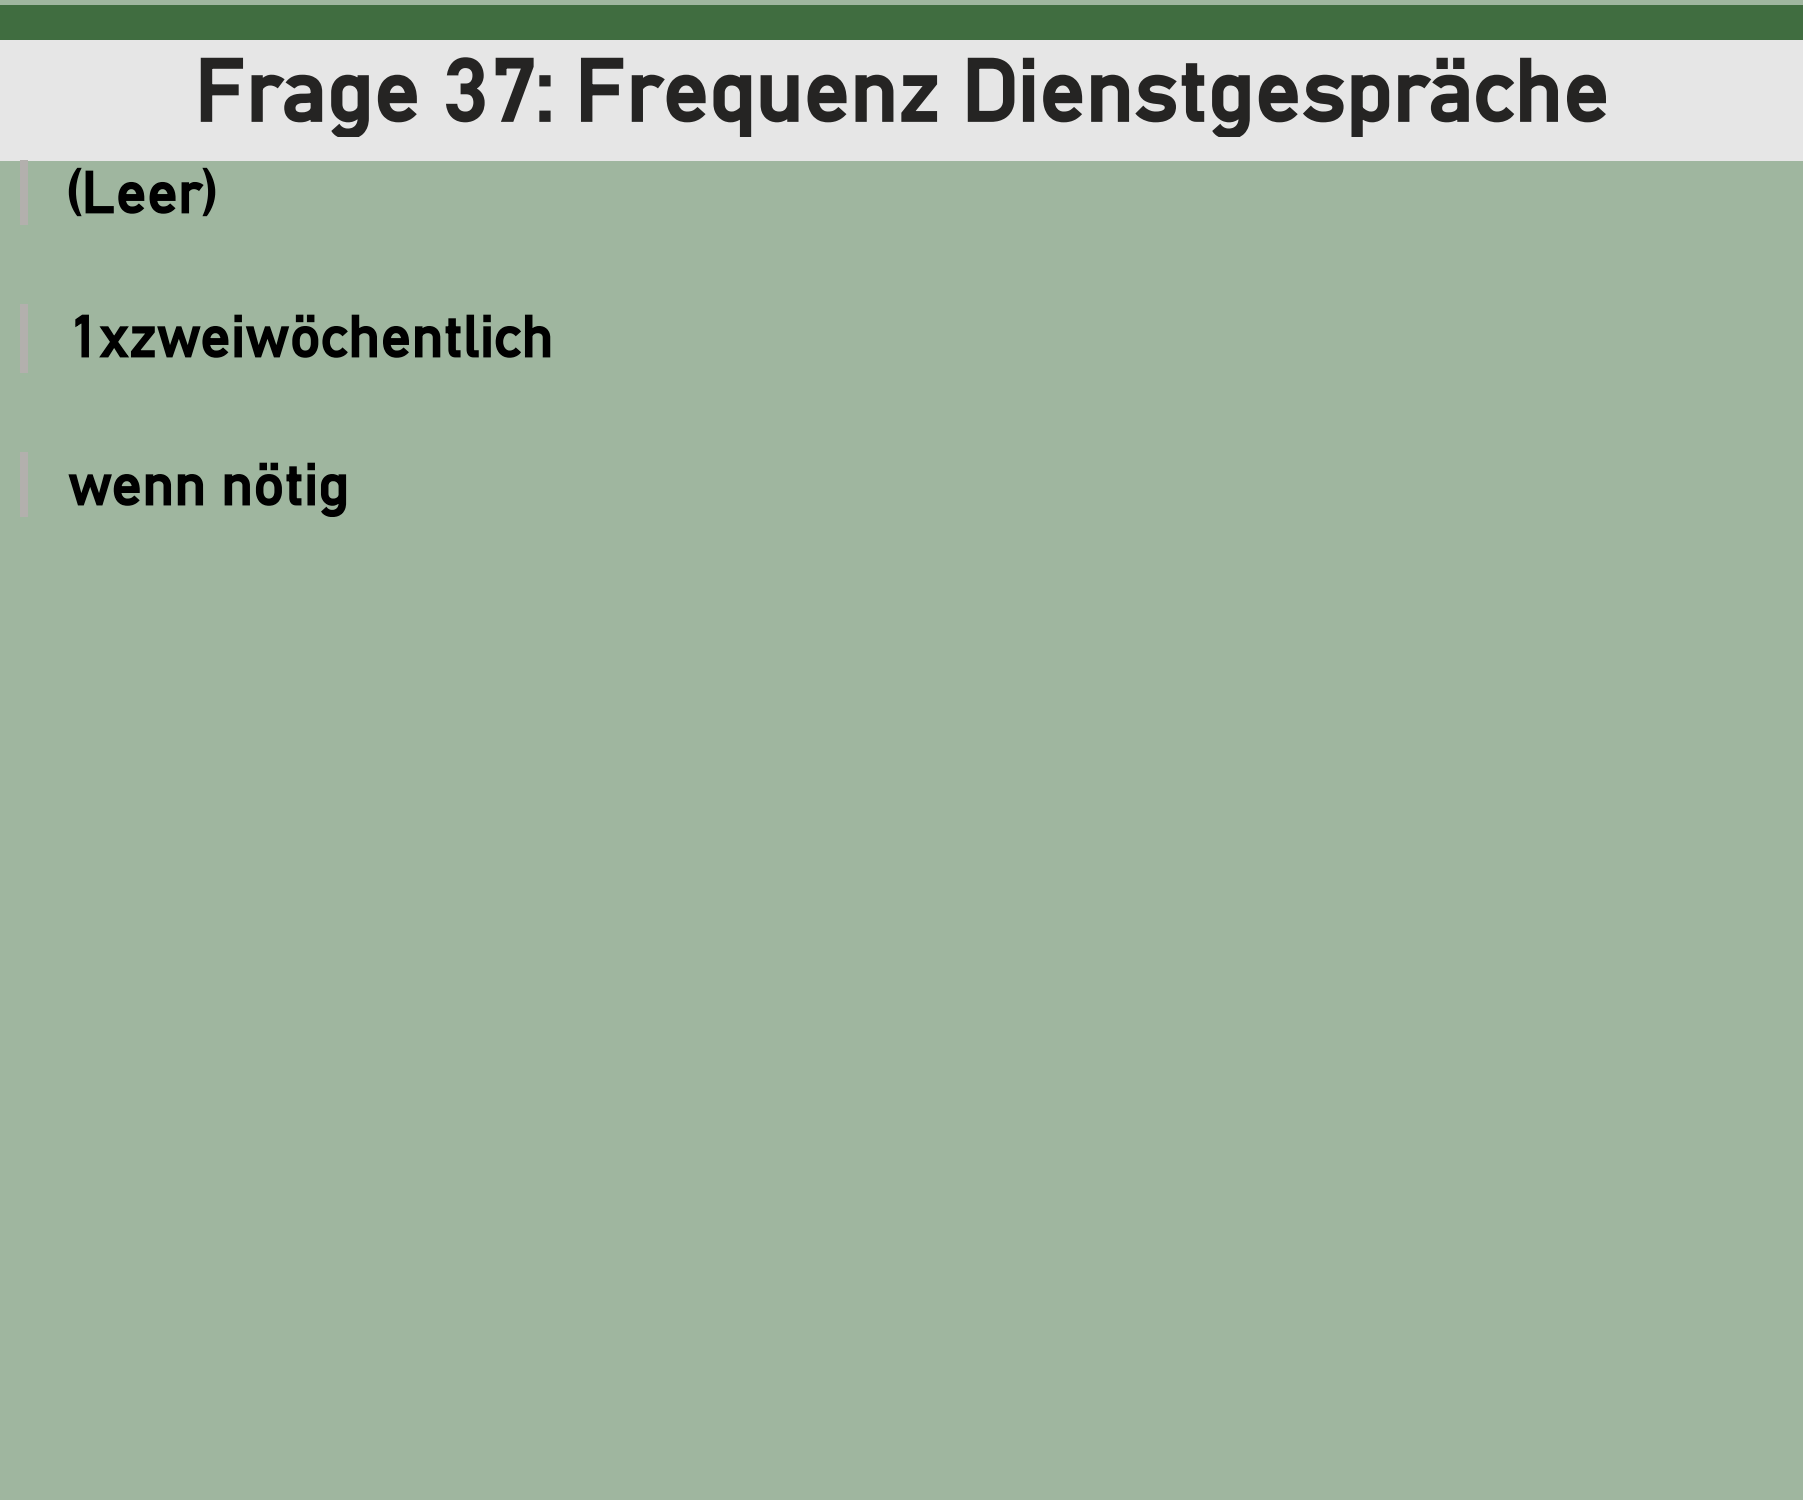 Frage 37: Frequenz Dienstgespräche
(Leer)
1xzweiwöchentlich
wenn nötig